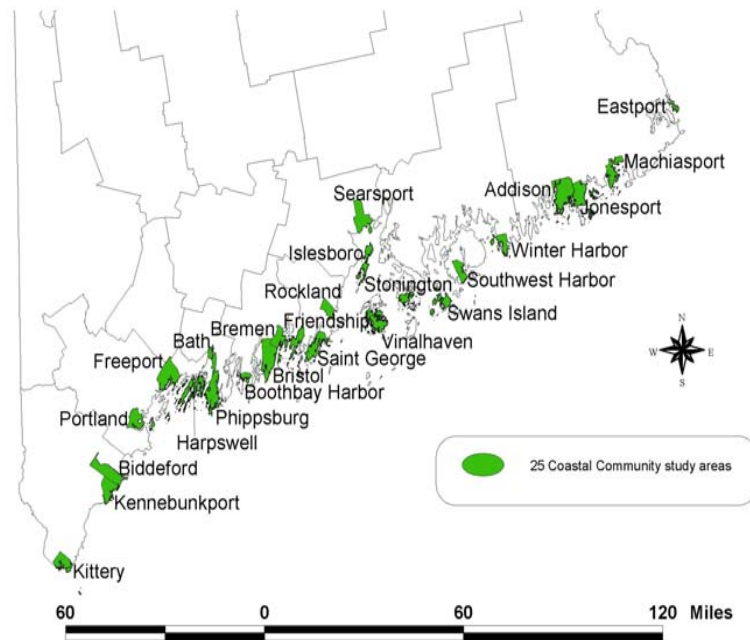 Eastport
Machiasport
Addison
Jonesport
Searsport
Winter Harbor
Islesboro
Stonington
Southwest Harbor
Rockland
Swans Island
Bremen
Friendship
Vinalhaven
Bath
Saint George
Freeport
Bristol
Boothbay Harbor
Portland
Phippsburg
Harpswell
Biddeford
Kennebunkport
Kittery
N
W E
S
25 Coastal Community study areas
60 0 60 120 Miles